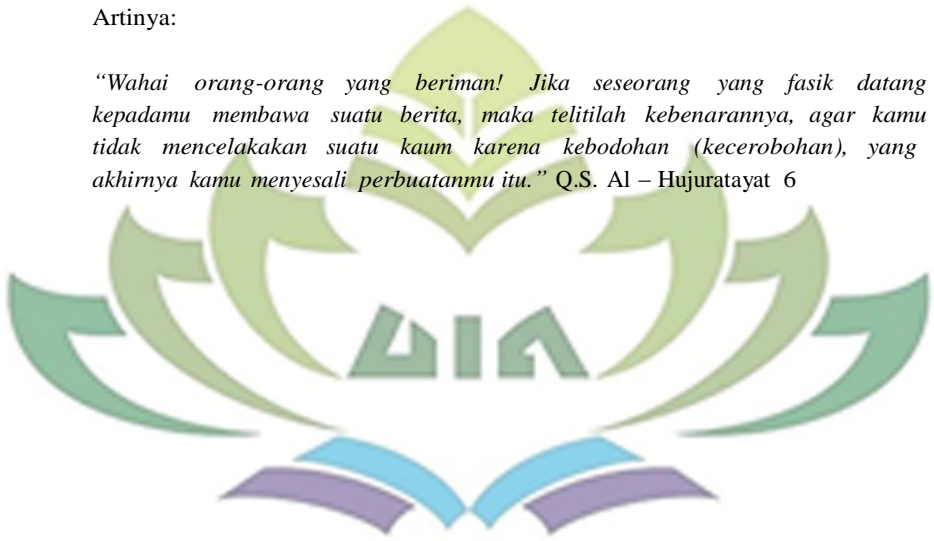 Artinya:
“Wahai orang-orang yang beriman! Jika seseorang yang fasik datang
kepadamu membawa suatu berita, maka telitilah kebenarannya, agar kamu
tidak mencelakakan suatu kaum karena kebodohan (kecerobohan), yang
akhirnya kamu menyesali perbuatanmu itu.” Q.S. Al – Hujuratayat 6
UIN